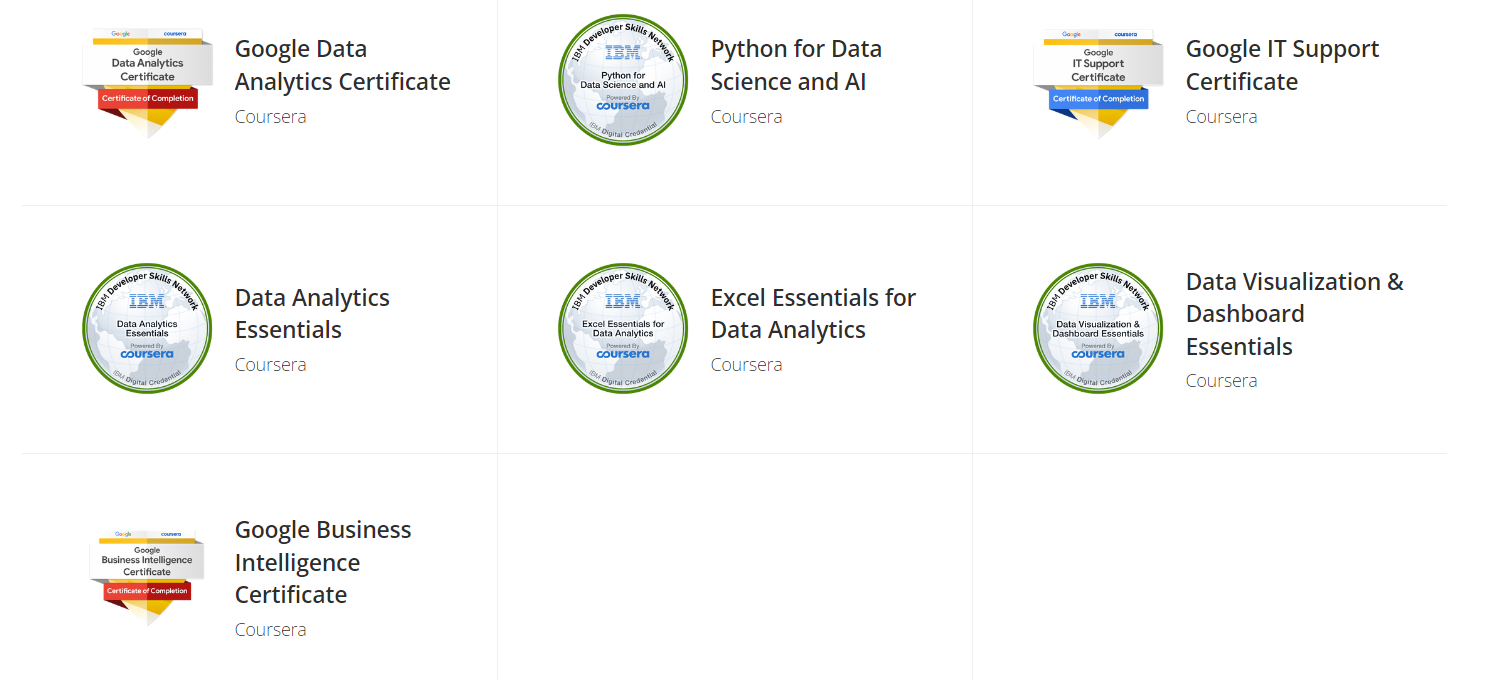 Google coursera
Google
Data Analytics
Certificate
Certificate of Completion
Google Data
Analytics Certificate
Coursera
IBM Developer Skills Network
IBM
Python for
Data Science and AI
Powered By
coursera
IBM Digital Credential
Python for Data
Science and AI
Coursera
Google coursera
Google
IT Support
Certificate
Certificate of Completion
Google IT Support
Certificate
Coursera
IBM Developer Skills Network
IBM
Data Analytics
Essentials
Powered By
coursera
IBM Digital Credential
Data Analytics
Essentials
Coursera
IBM Developer Skills Network
IBM
Excel Essentials for
Data Analytics
Powered By
coursera
IBM Digital Credential
Excel Essentials for
Data Analytics
Coursera
IBM Developer Skills Network
IBM
Data Visualization &
Dashboard Essentials
Powered By
coursera
IBM Digital Credential
Data Visualization &
Dashboard
Essentials
Coursera
Google coursera
Google
Business Intelligence
Certificate
Certificate of Completion
Google Business
Intelligence
Certificate
Coursera